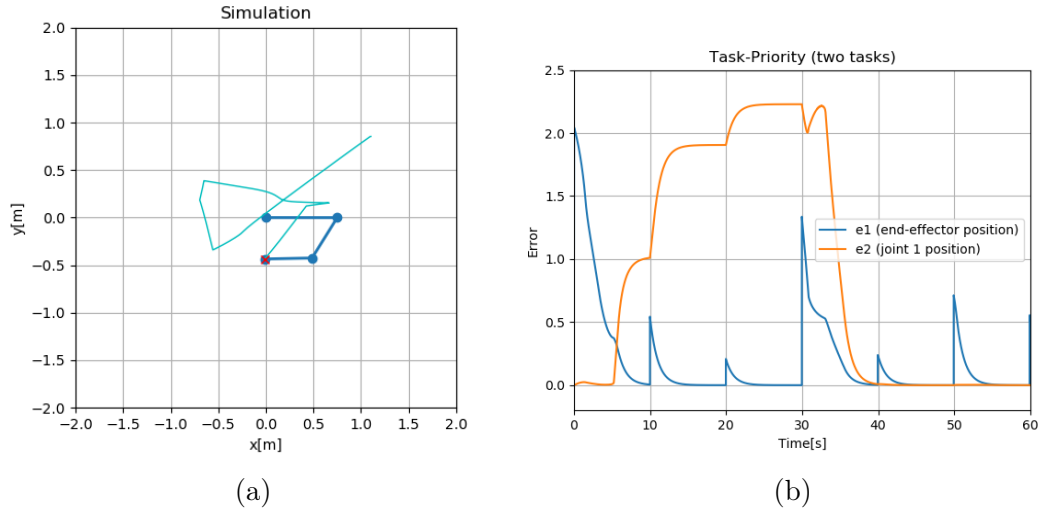 Simulation
2.0
1.5
1.0
0.5
0.0
−0.5
−1.0
−1.5
−2.0
y[m]
−2.0 −1.5 −1.0 −0.5 0.0 0.5 1.0 1.5 2.0
x[m]
(a)
Task-Priority (two tasks)
2.5
2.0
1.5
1.0
0.5
0.0
Error
e1 (end-effector position)
e2 (joint 1 position)
0 10 20 30 40 50 60
Time[s]
(b)